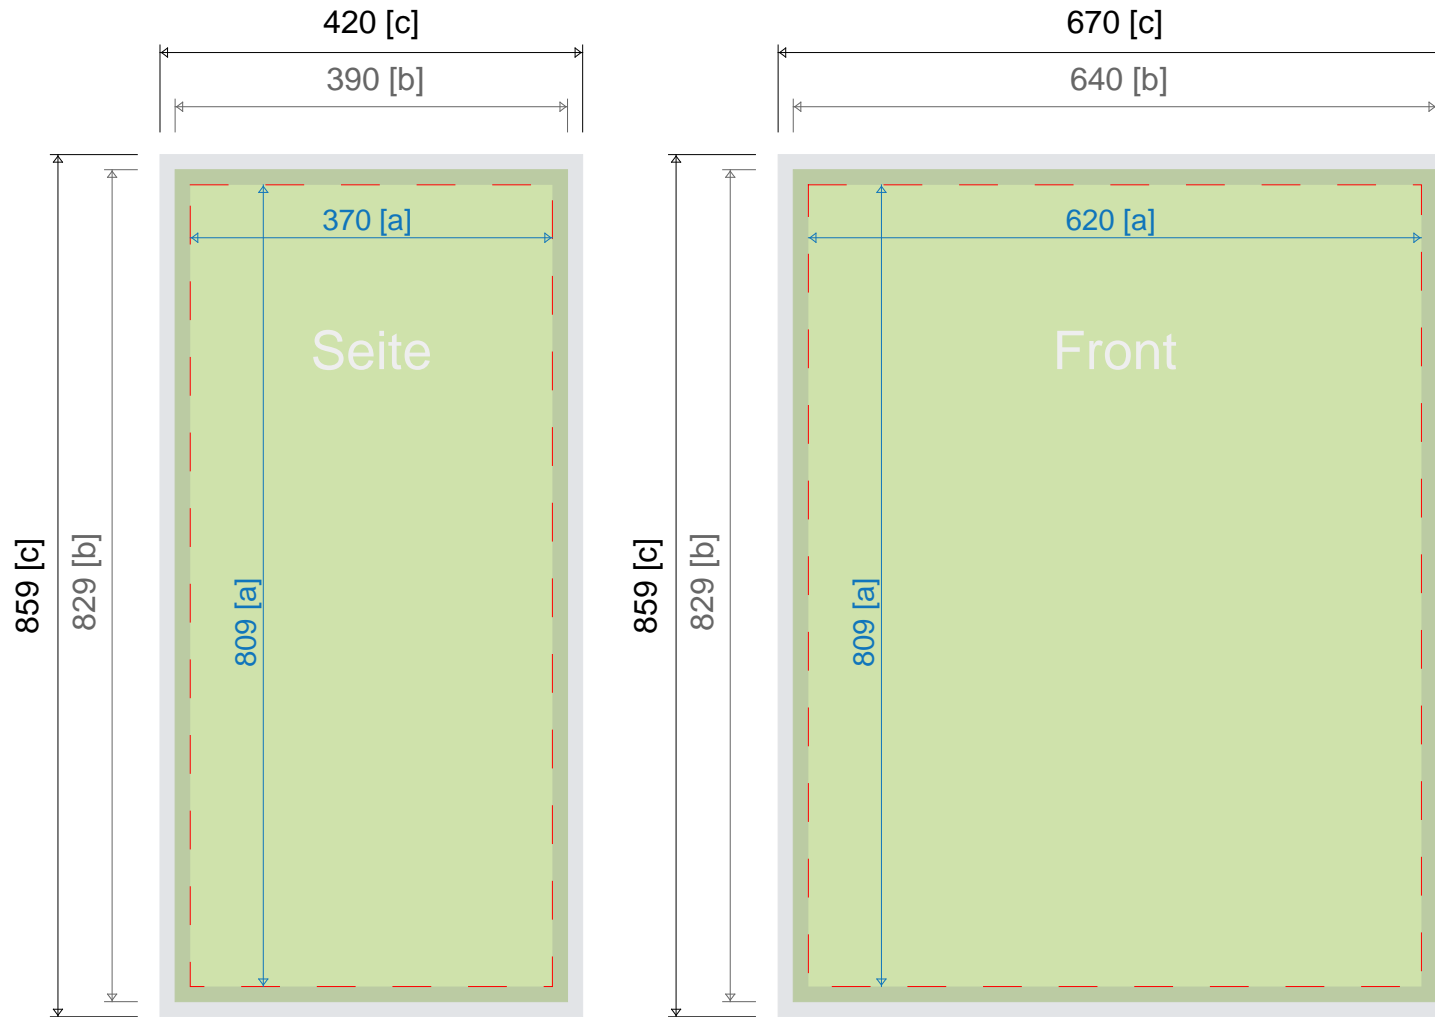 420 [c]
390 [b]
859 [c]
829 [b]
370 [a]
Seite
809 [a]
670 [c]
640 [b]
859 [c]
829 [b]
620 [a]
Front
809 [a]